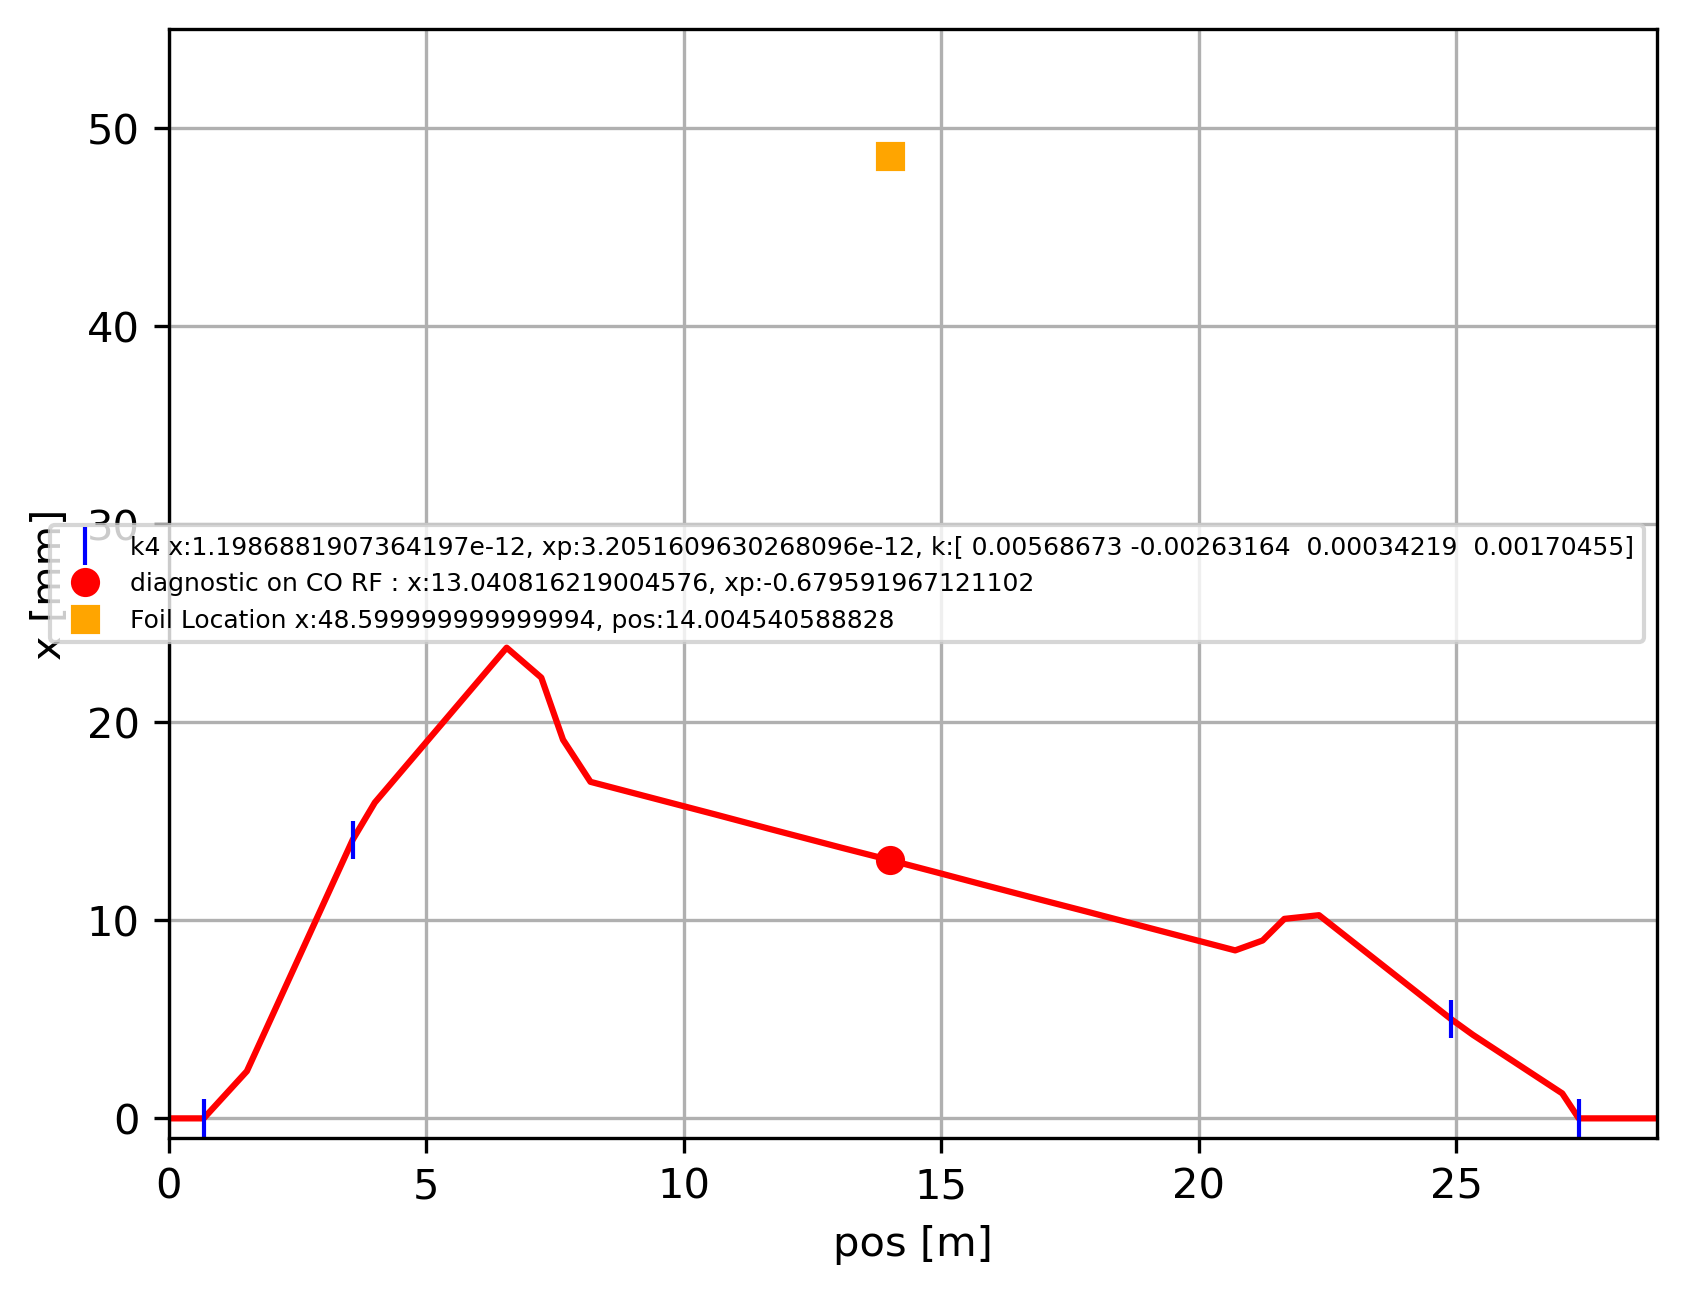 50
40
30
20
10
0
x [mm]
k4 x:1.1986881907364197e-12, xp:3.2051609630268096e-12, k:[ 0.00568673 -0.00263164  0.00034219  0.00170455]
diagnostic on CO RF : x:13.040816219004576, xp:-0.679591967121102
Foil Location x:48.599999999999994, pos:14.004540588828
0 5 10 15 20 25
pos [m]